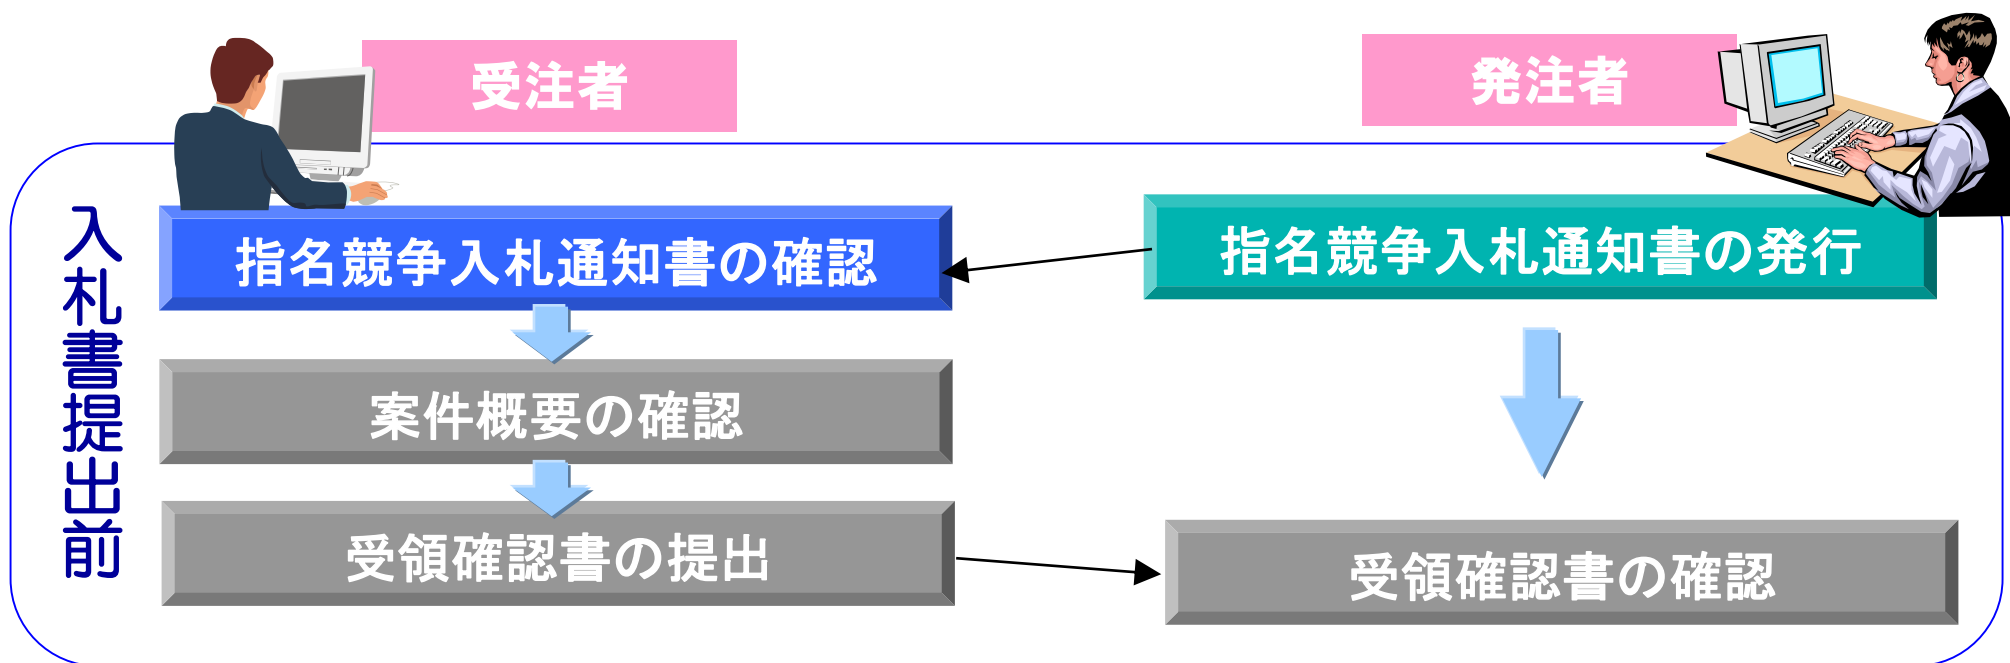 受注者
発注者
入札書提出前
指名競争入札通知書の確認
指名競争入札通知書の発行
案件概要の確認
受領確認書の提出
受領確認書の確認